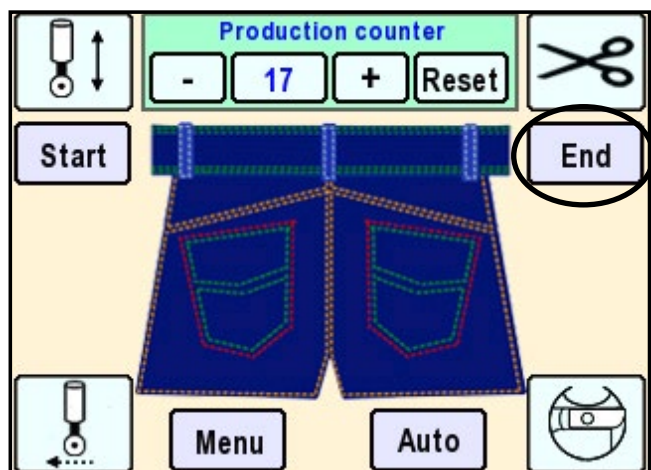 Production counter
- 17 + Reset
Start End
Menu Auto